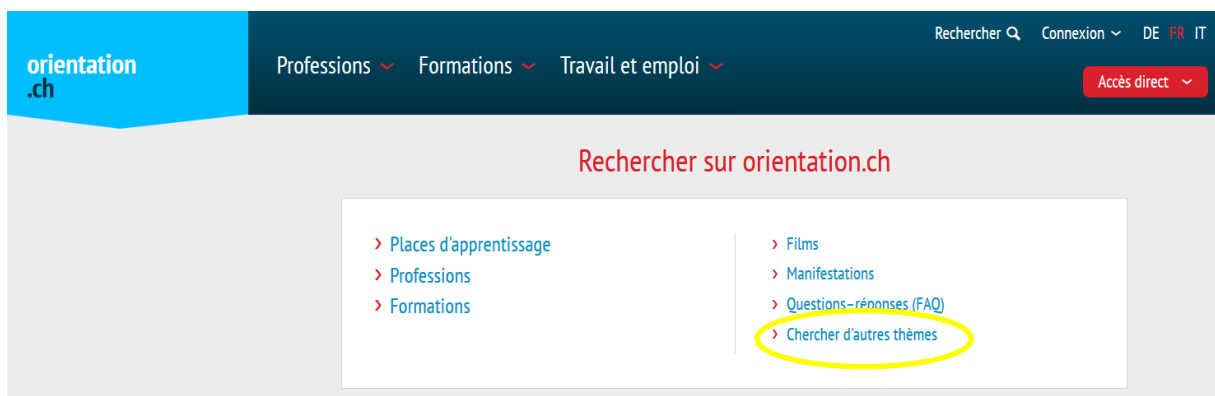 Rechercher Connexion DE FR IT
orientation
.ch
Professions Formations Travail et emploi
Accès direct
Rechercher sur orientation.ch
Places d'apprentissage
Professions
Formations
Films
Manifestations
Questions–réponses (FAQ)
Chercher d'autres thèmes